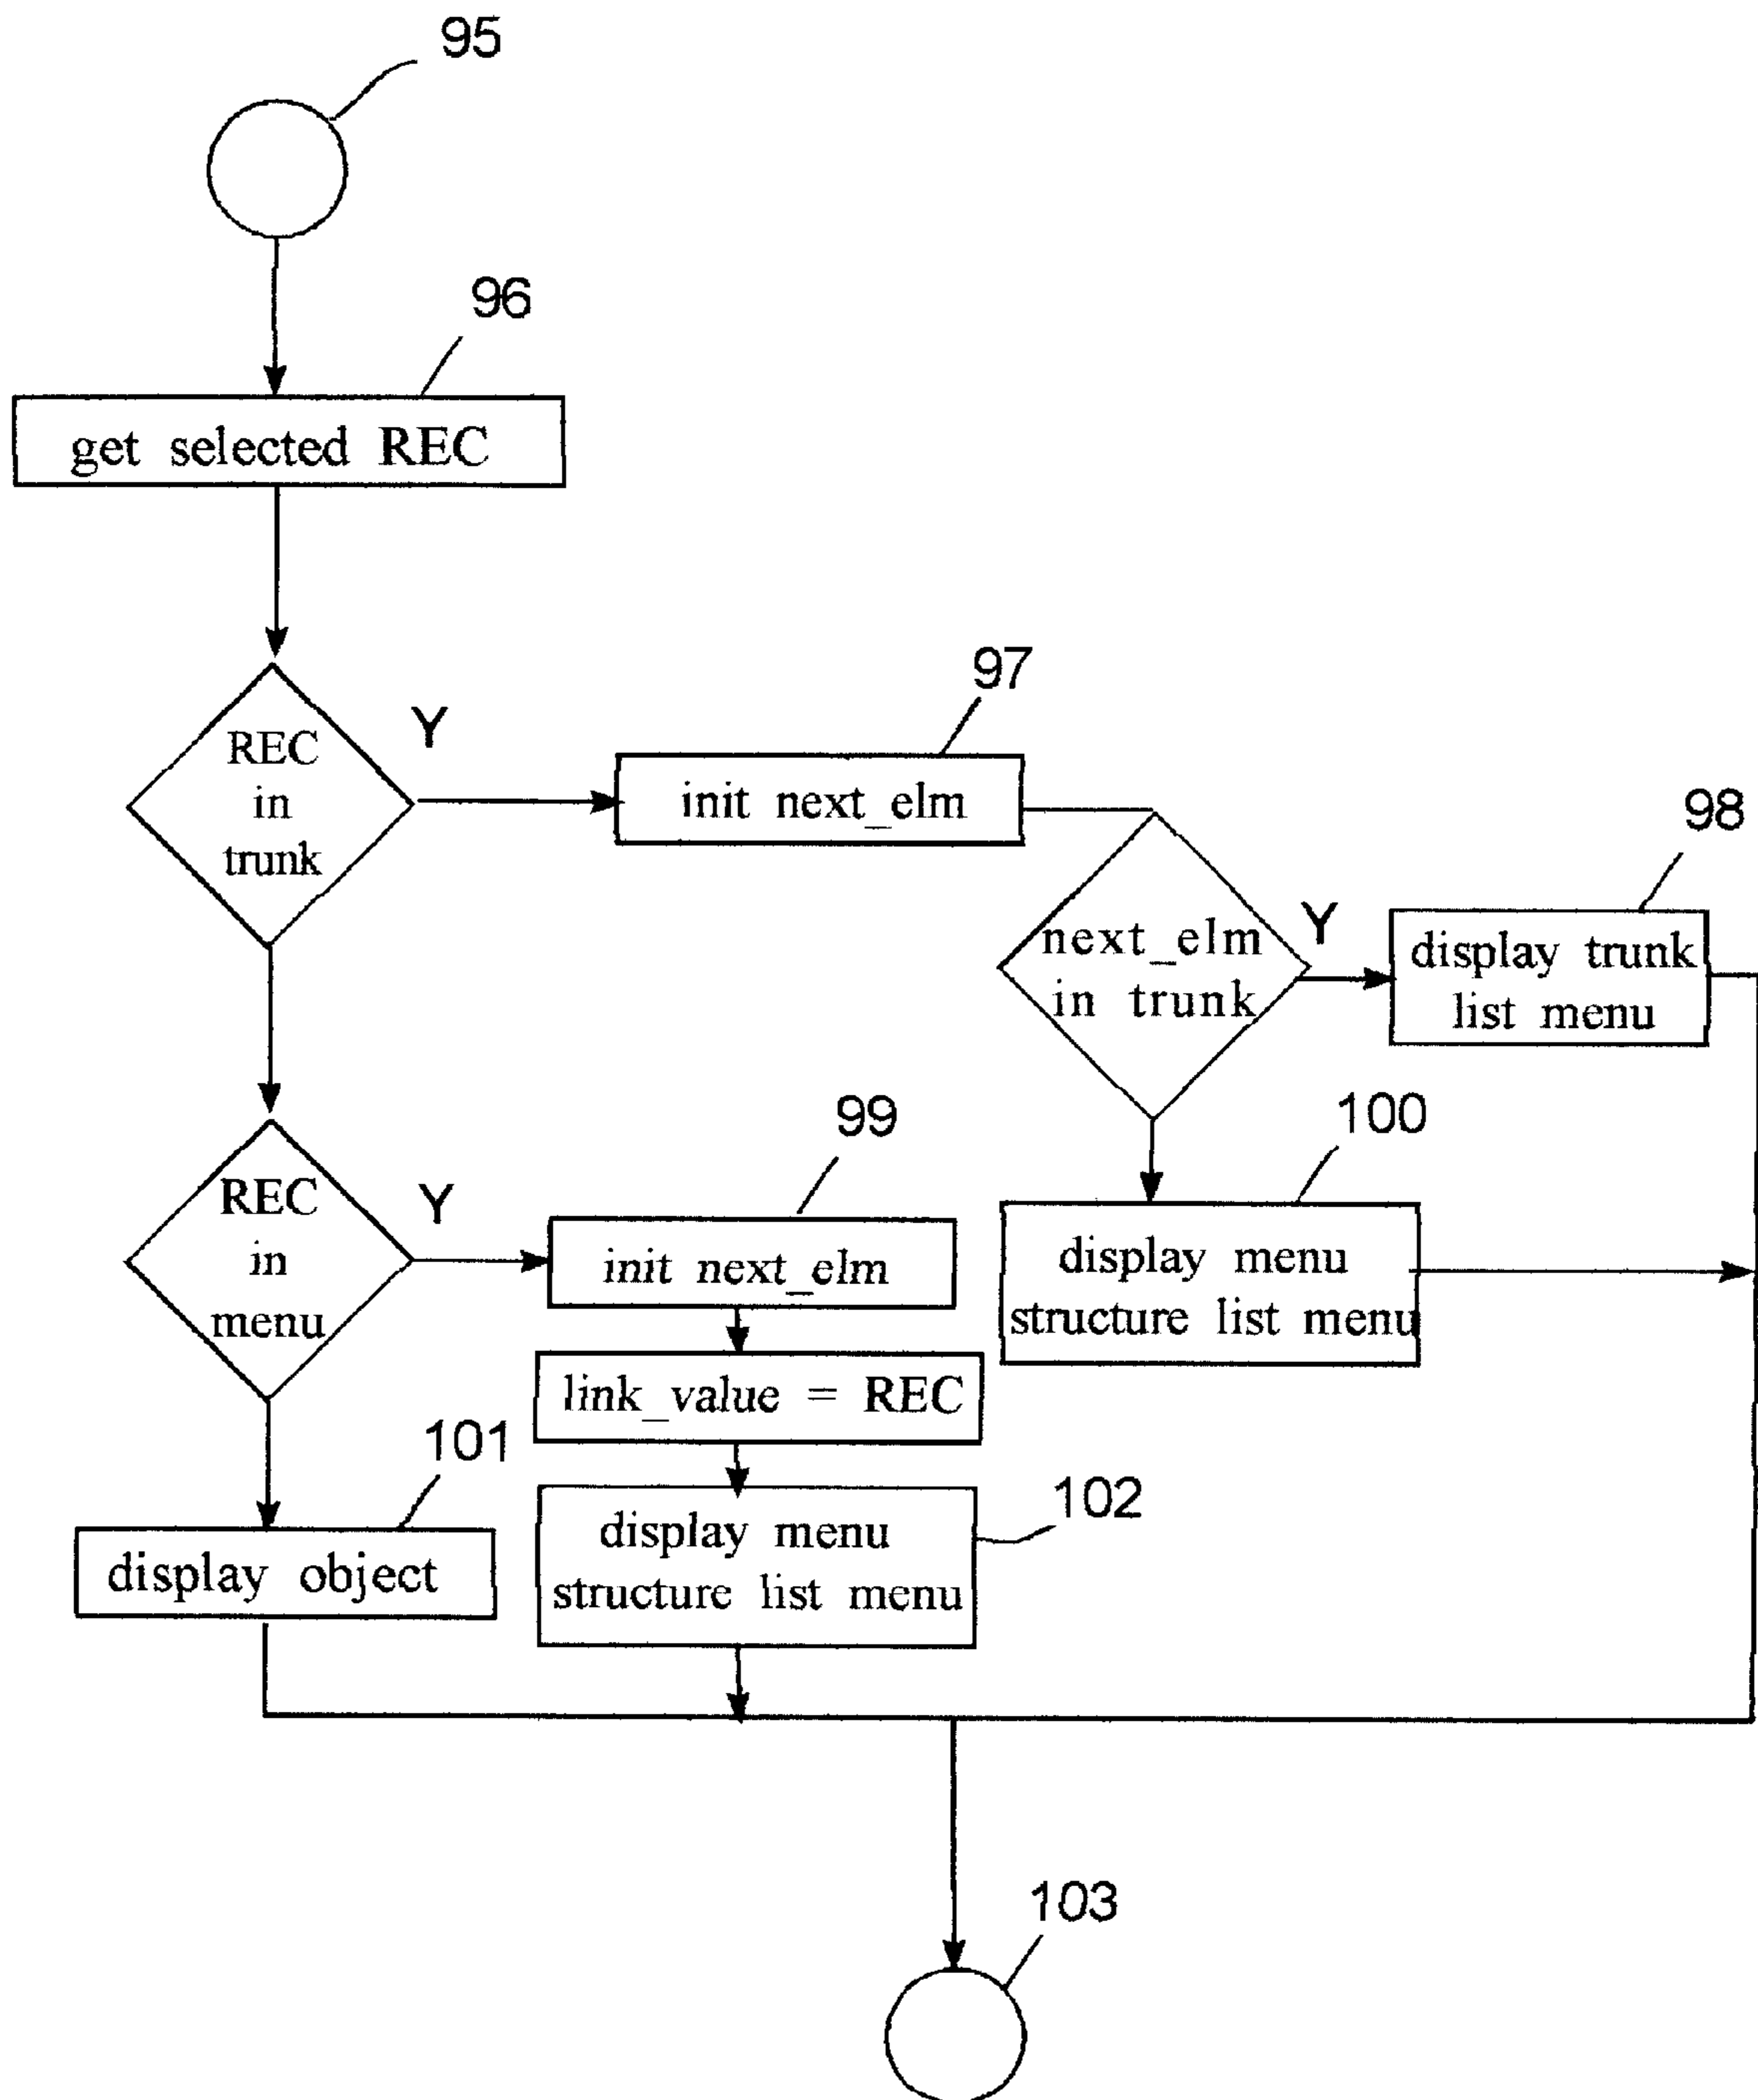 95
96
get selected REC
REC
in
trunk
Y
97
init next_elm
98
next_elm
in trunk
Y
display trunk
list menu
REC
in
menu
Y
99
init next_elm
100
display menu
structure list menu
link_value = REC
101
display object
102
display menu
structure list menu
103